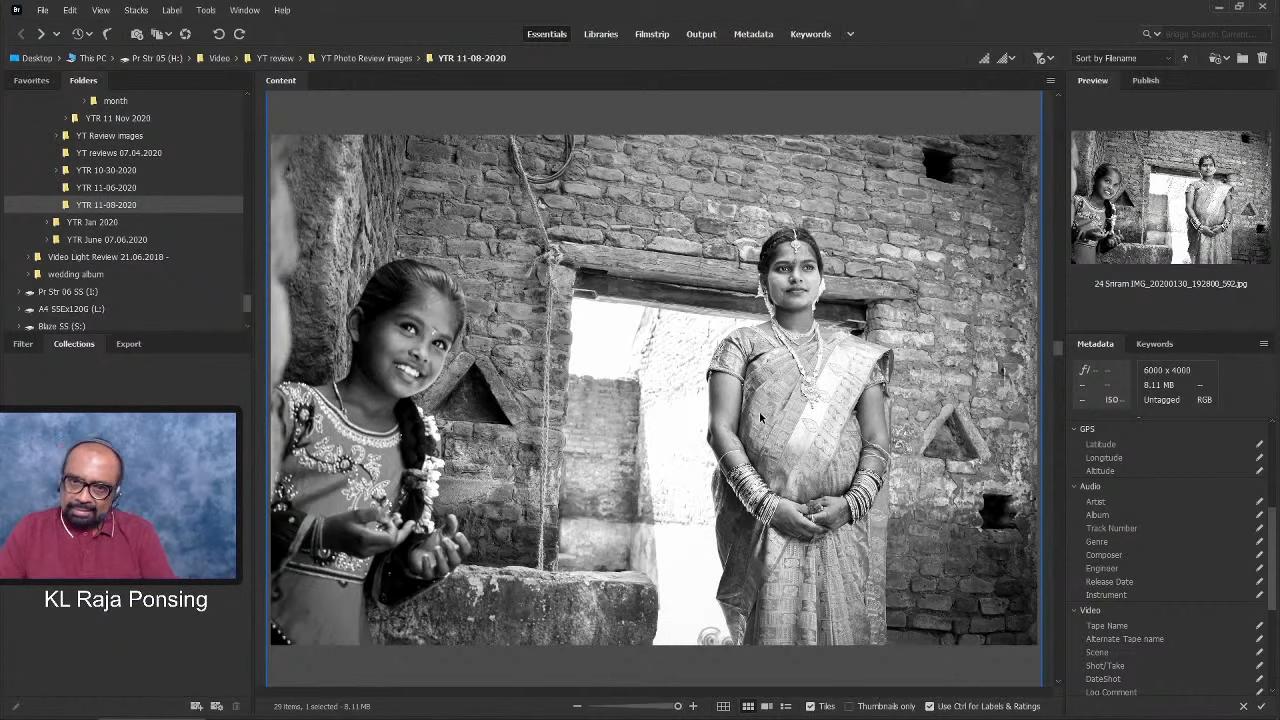 Br File Edit View Stacks Label Tools Window Help
Essentials Libraries Filmstrip Output Metadata Keywords
Bridge Search: Current...
Desktop This PC Pr Str 05 (H:) Video YT review YT Photo Review images YTR 11-08-2020
Sort by Filename
Favorites Folders
month
YTR 11 Nov 2020
YT Review images
YT reviews 07.04.2020
YTR 10-30-2020
YTR 11-06-2020
YTR 11-08-2020
YTR Jan 2020
YTR June 07.06.2020
Video Light Review 21.06.2018 -
wedding album
Pr Str 06 SS (I:)
A4 SSEx120G (L:)
Blaze SS (S:)
Filter Collections Export
KL Raja Ponsing
Content
29 items, 1 selected - 8.11 MB
Tiles Thumbnails only Use Ctrl for Labels & Ratings
Preview Publish
24 Sriram IMG_20200130_192800_592.jpg
Metadata Keywords
ƒ/ -- --
-- --
-- ISO --
6000 x 4000
8.11 MB --
Untagged RGB
GPS
Latitude
Longitude
Altitude
Audio
Artist
Album
Track Number
Genre
Composer
Engineer
Release Date
Instrument
Video
Tape Name
Alternate Tape name
Scene
Shot/Take
DateShot
Log Comment